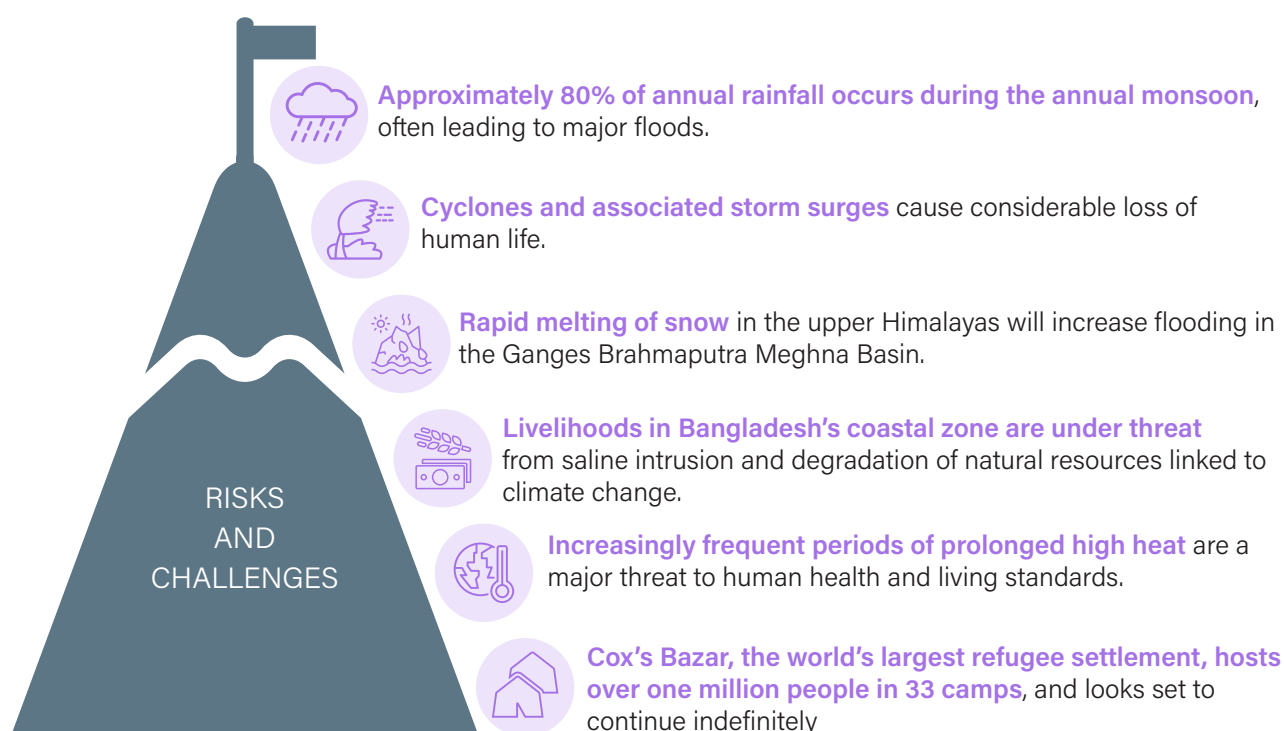 Approximately 80% of annual rainfall occurs during the annual monsoon,
often leading to major floods.
Cyclones and associated storm surges cause considerable loss of
human life.
Rapid melting of snow in the upper Himalayas will increase flooding in
the Ganges Brahmaputra Meghna Basin.
Livelihoods in Bangladesh’s coastal zone are under threat
from saline intrusion and degradation of natural resources linked to
climate change.
Increasingly frequent periods of prolonged high heat are a
major threat to human health and living standards.
Cox’s Bazar, the world’s largest refugee settlement, hosts
over one million people in 33 camps, and looks set to
continue indefinitely
RISKS
AND
CHALLENGES